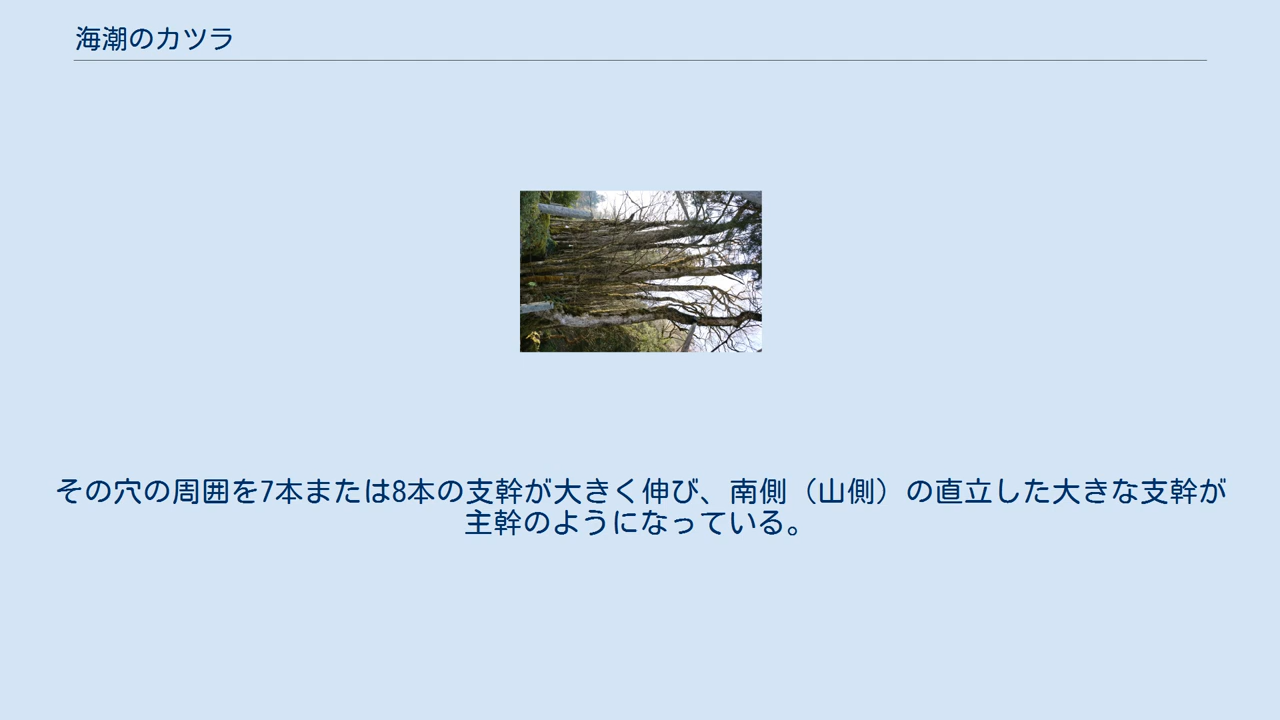 海潮のカツラ
その穴の周囲を7本または8本の支幹が大きく伸び、南側（山側）の直立した大きな支幹が
主幹のようになっている。